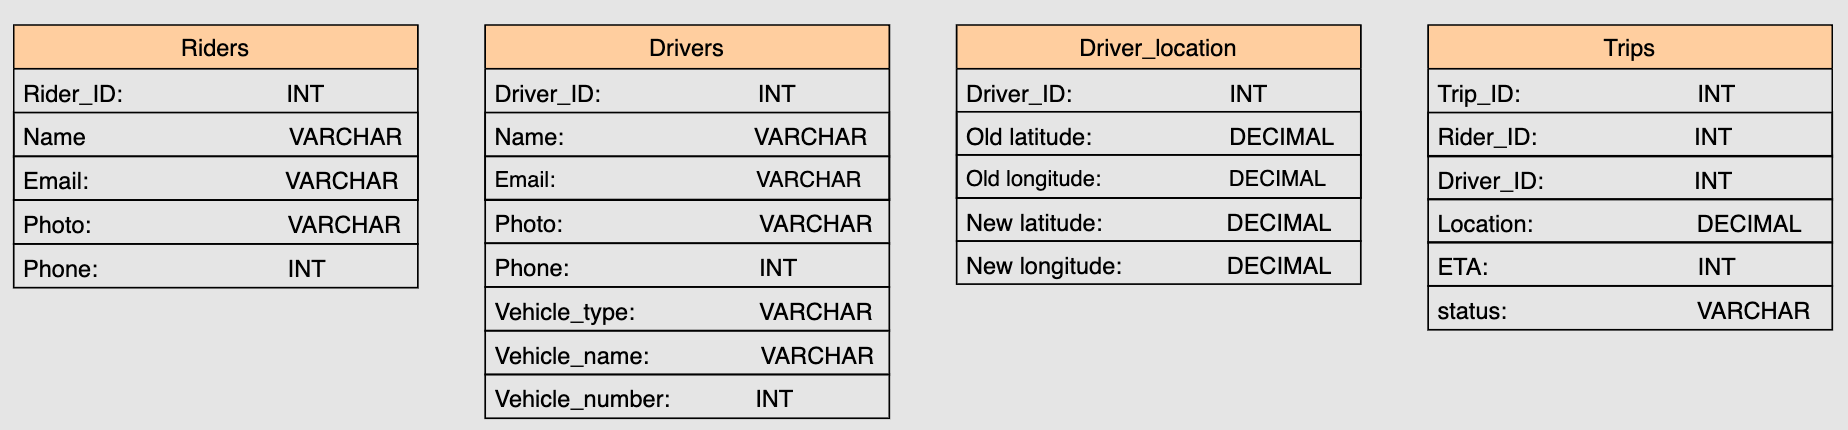 Riders
Rider_ID: INT
Name VARCHAR
Email: VARCHAR
Photo: VARCHAR
Phone: INT
Drivers
Driver_ID: INT
Name: VARCHAR
Email: VARCHAR
Photo: VARCHAR
Phone: INT
Vehicle_type: VARCHAR
Vehicle_name: VARCHAR
Vehicle_number: INT
Driver_location
Driver_ID: INT
Old latitude: DECIMAL
Old longitude: DECIMAL
New latitude: DECIMAL
New longitude: DECIMAL
Trips
Trip_ID: INT
Rider_ID: INT
Driver_ID: INT
Location: DECIMAL
ETA: INT
status: VARCHAR